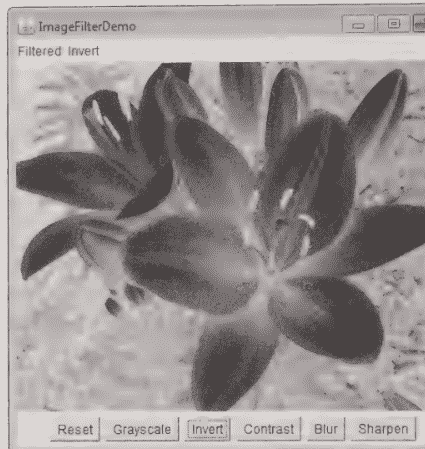 ImageFilterDemo
Filtered: Invert
Reset Grayscale Invert Contrast Blur Sharpen